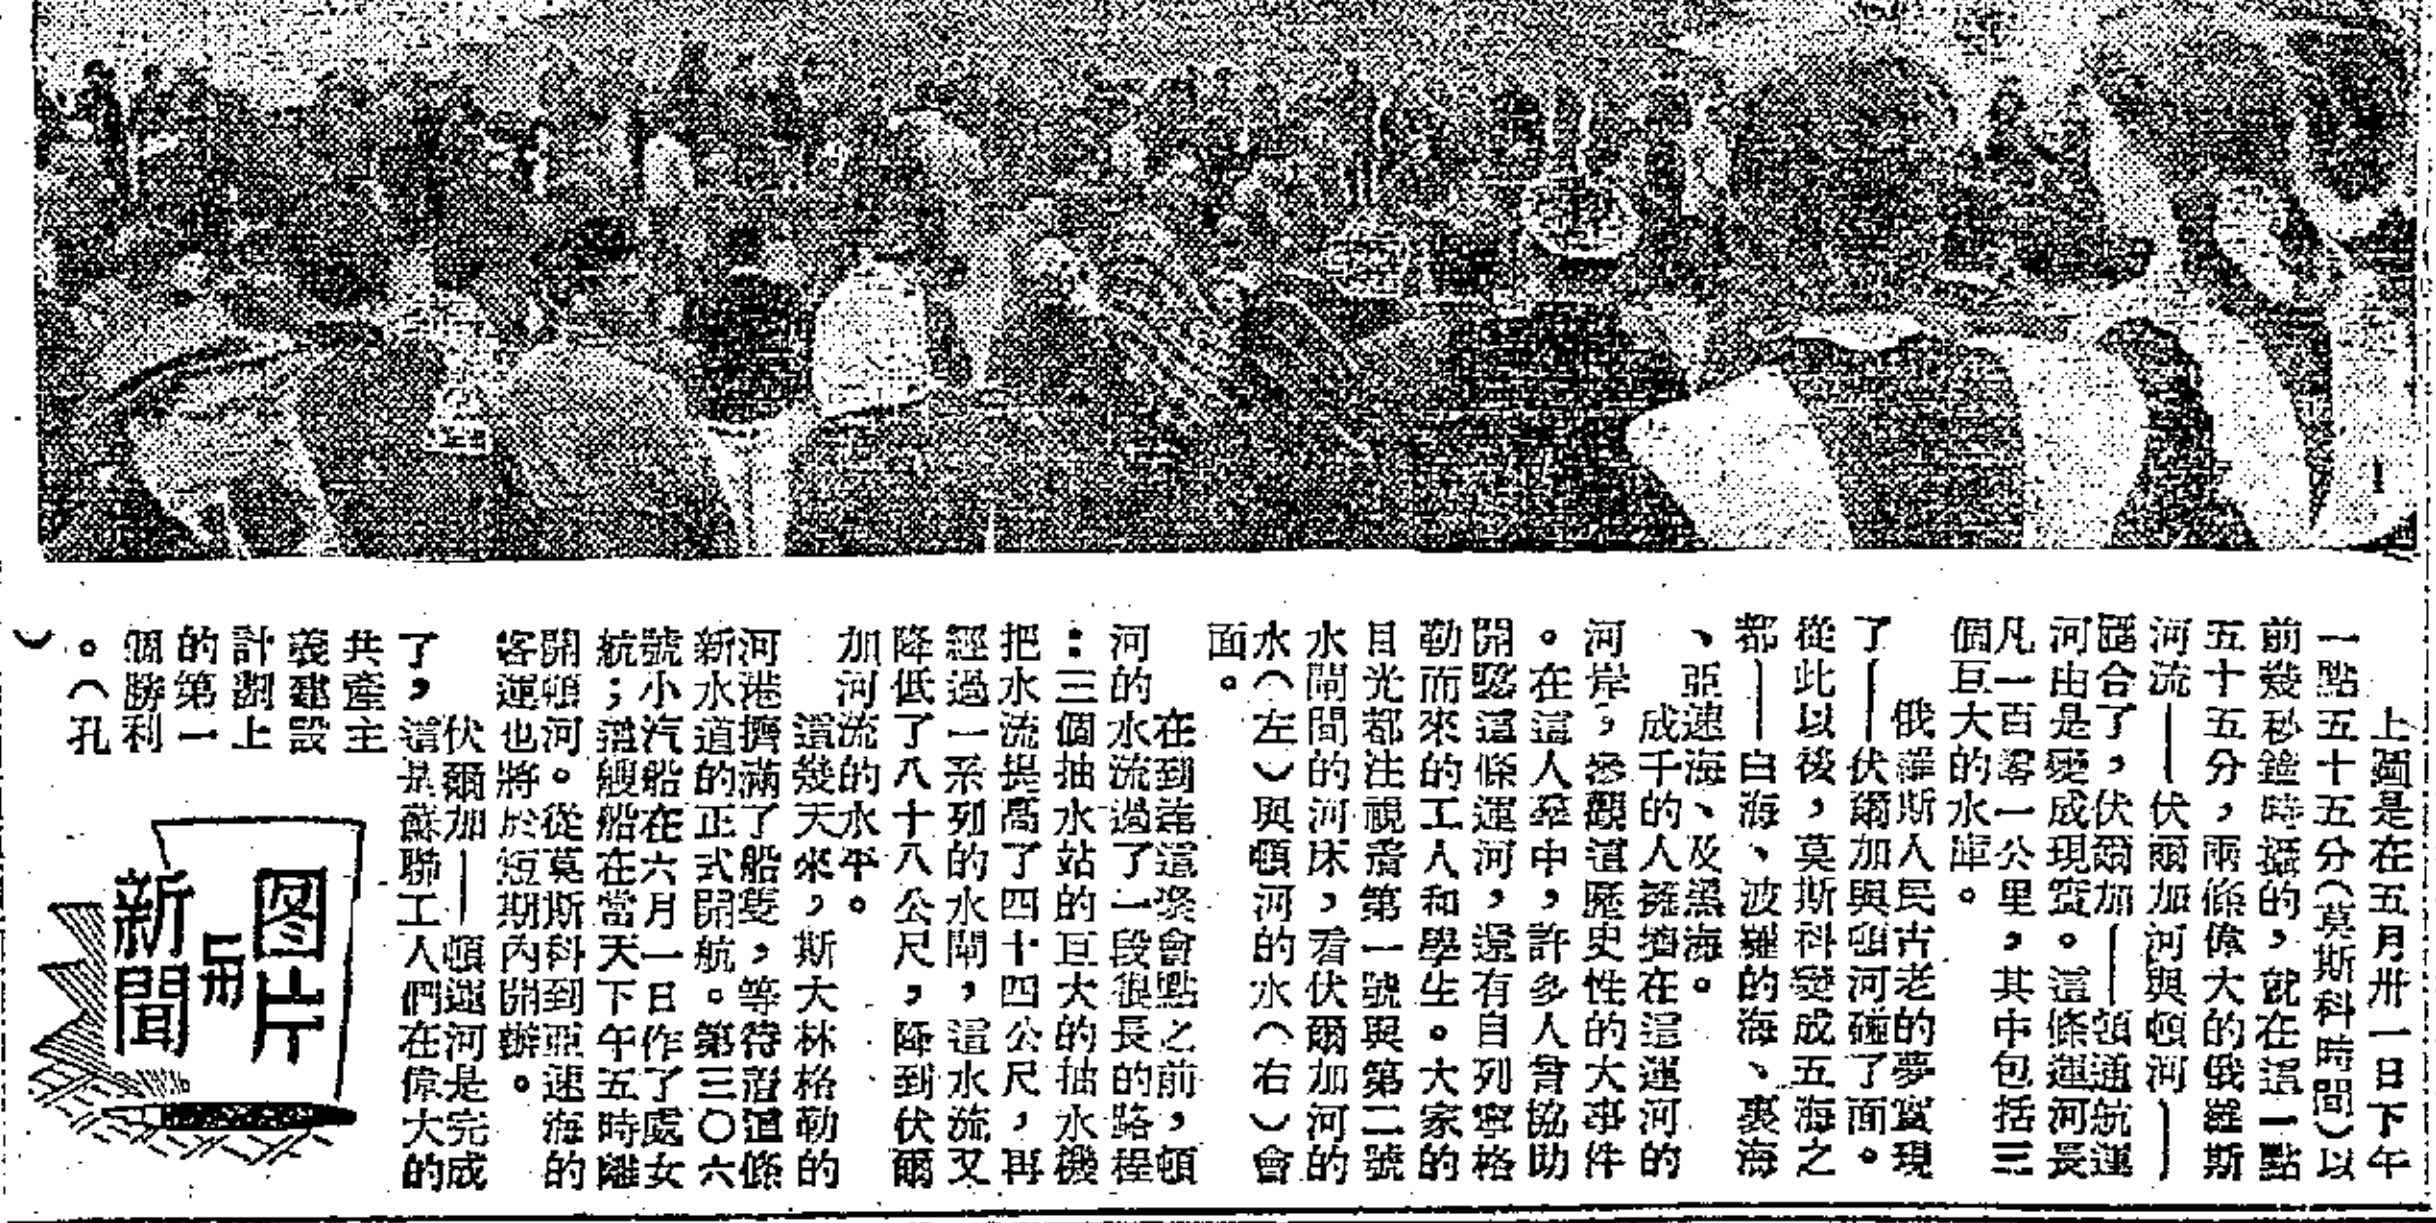 上圖是在五月卅一日下午
一點五十五分（莫斯科時間）以
前幾秒鐘時攝的，就在這一點
五十五分，兩條偉大的俄羅斯
河流——伏爾加河與頓河——
匯合了，伏爾加——頓通航運
河由是變成現實。這條運河長
凡一百零一公里，其中包括三
個巨大的水庫。
俄羅斯人民古老的夢實現
了——伏爾加與頓河碰了面。
從此以後，莫斯科變成五海之
都——白海、波羅的海、裏海
、亞速海、及黑海。
成千的人擁擠在這運河的
河岸，參觀這歷史性的大事件
。在這人羣中，許多人曾協助
開鑿這條運河，還有自列寧格
勒而來的工人和學生。大家的
目光都注視着第一號與第二號
水閘間的河床，看伏爾加河的
水（左）與頓河的水（右）會
面。
在到達這聚會點之前，頓
河的水流過了一段很長的路程
：三個抽水站的巨大的抽水機
把水流提高了四十四公尺，再
經過一系列的水閘，這水流又
降低了八十八公尺，降到伏爾
加河流的水平。
這幾天來，斯大林格勒的
河港擠滿了船隻，等待着這條
新水道的正式開航。第三〇六
號小汽船在六月一日作了處女
航；這艘船在當天下午五時離
開頓河。從莫斯科到亞速海的
客運也將於短期內開辦。
伏爾加——頓運河是完成
了，這是蘇聯工人們在偉大的
共產主
義建設
計劃上
的第一
個勝利
。（孔
）
图片
与
新聞